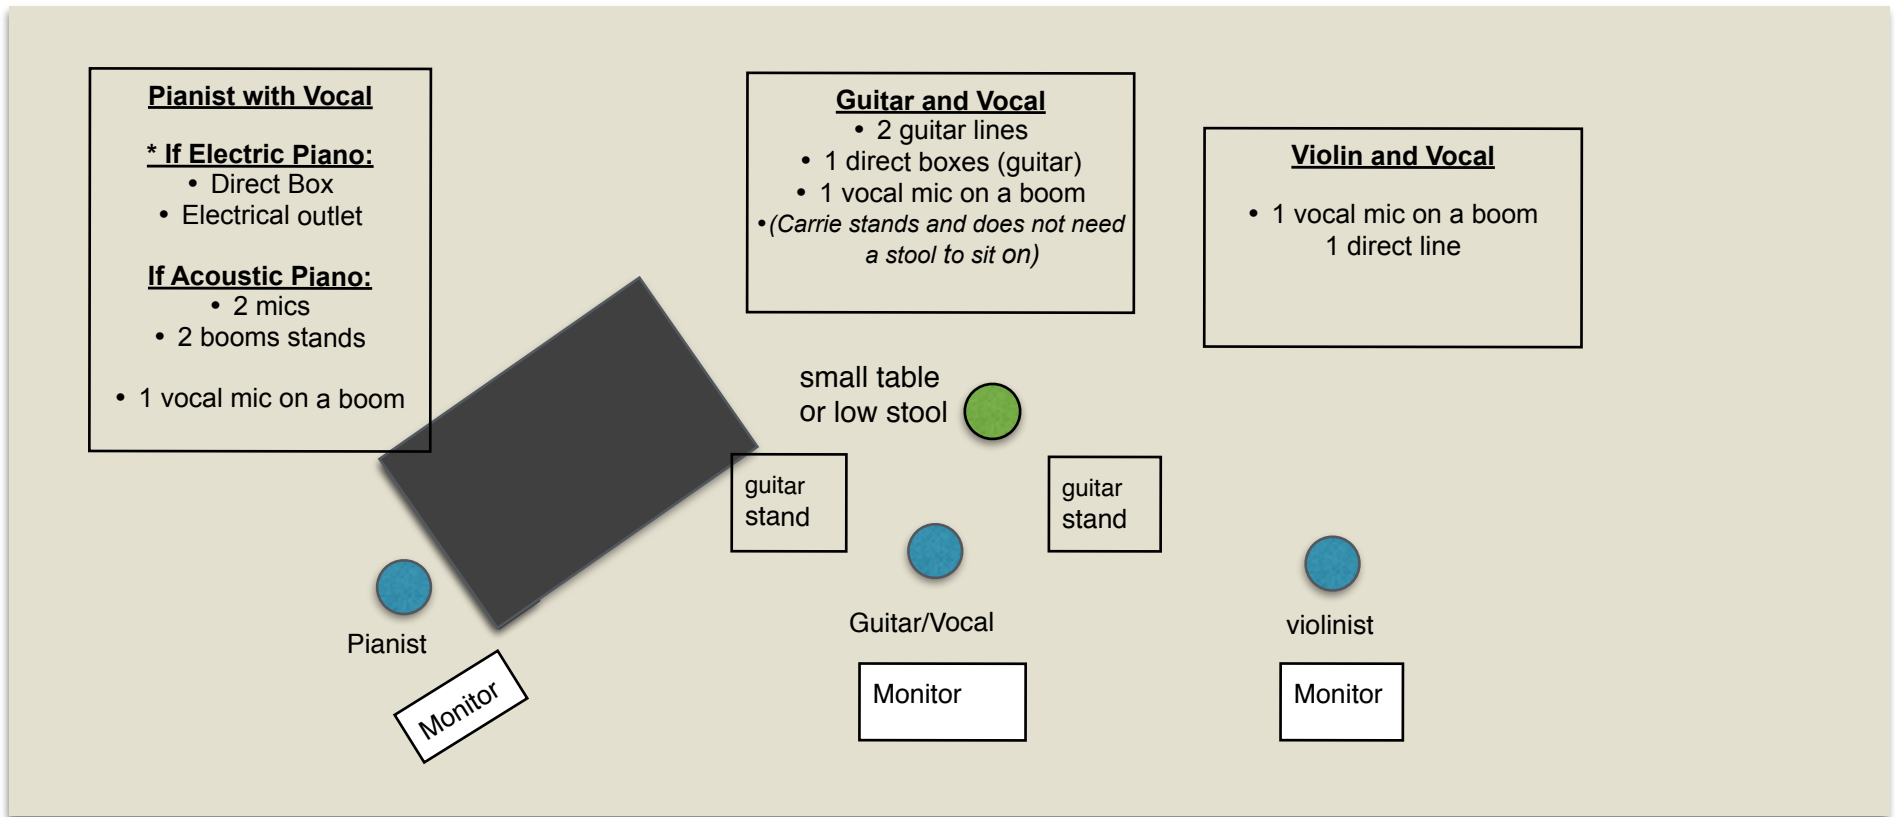 Pianist with Vocal
* If Electric Piano:
• Direct Box
• Electrical outlet
If Acoustic Piano:
• 2 mics
• 2 booms stands
• 1 vocal mic on a boom
Guitar and Vocal
• 2 guitar lines
• 1 direct boxes (guitar)
• 1 vocal mic on a boom
• (Carrie stands and does not need
a stool to sit on)
Violin and Vocal
• 1 vocal mic on a boom
1 direct line
small table
or low stool
guitar
stand
guitar
stand
Pianist
Guitar/Vocal
violinist
Monitor
Monitor
Monitor